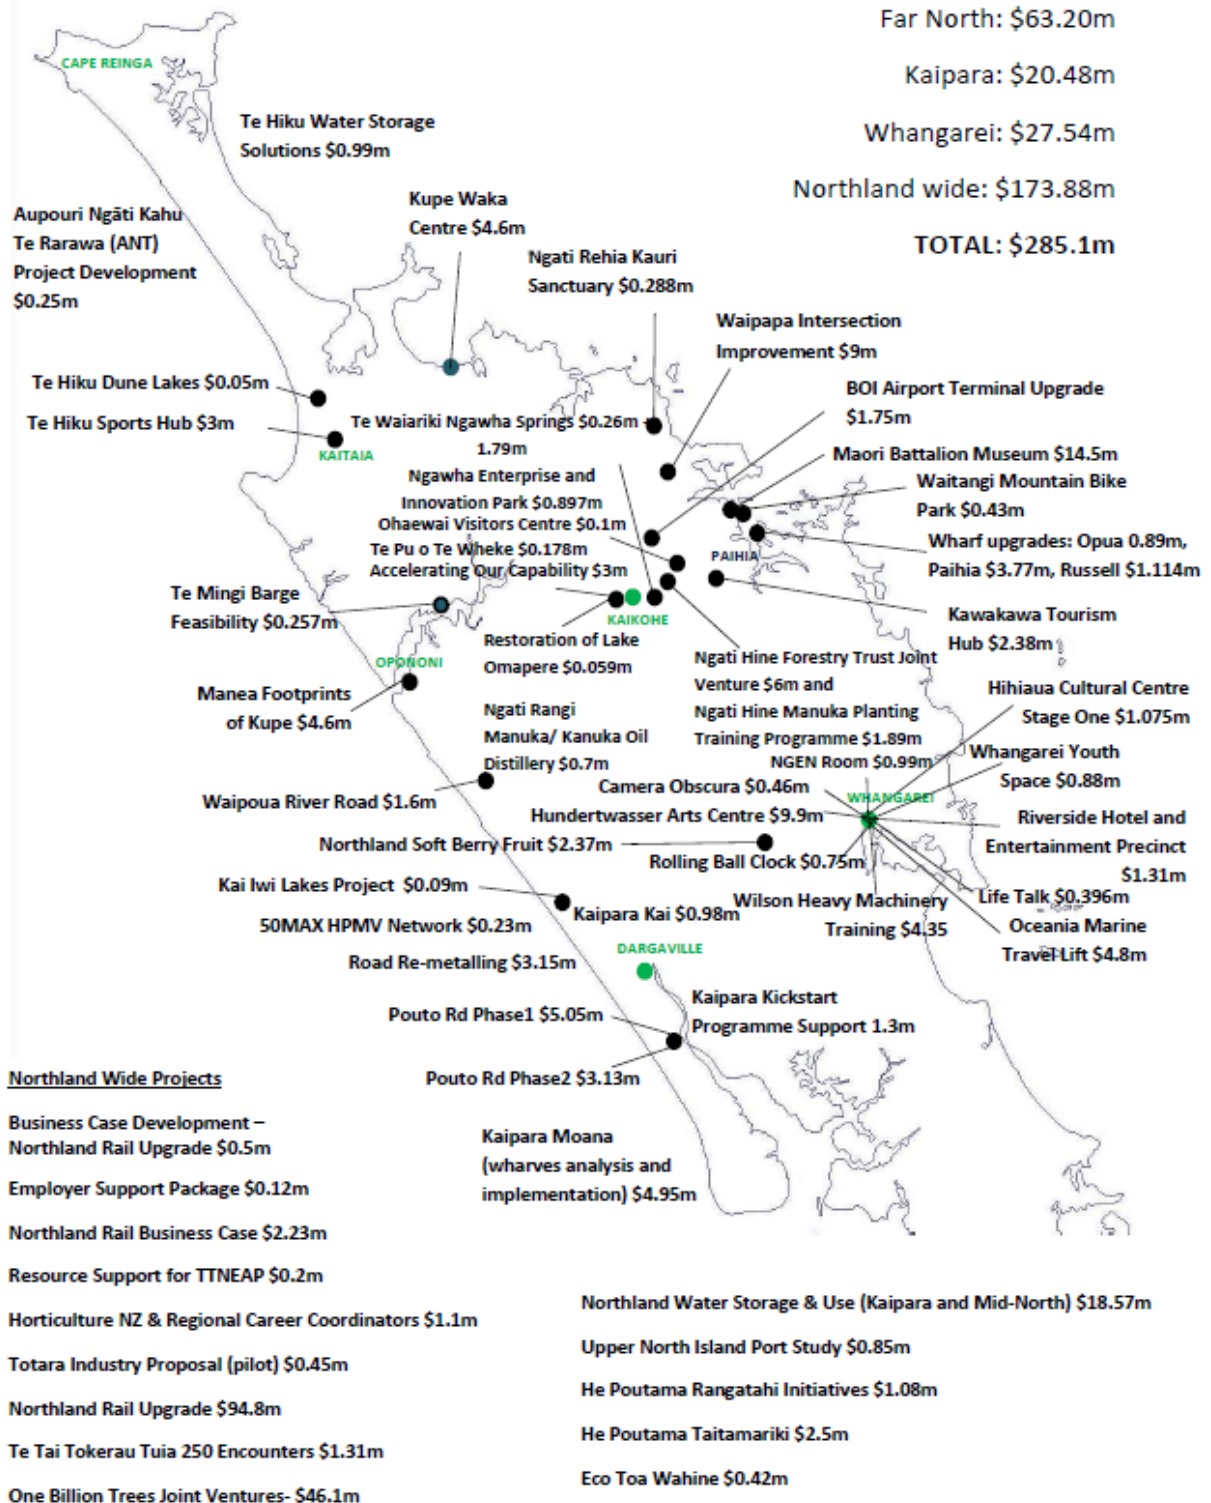 Far North: $63.20m
Kaipara: $20.48m
Whangarei: $27.54m
Northland wide: $173.88m
TOTAL: $285.1m
CAPE REINGA
Te Hiku Water Storage
Solutions $0.99m
Kupe Waka
Centre $4.6m
Aupouri Ngāti Kahu
Te Rarawa (ANT)
Project Development
$0.25m
Ngati Rehia Kauri
Sanctuary $0.288m
Waipapa Intersection
Improvement $9m
Te Hiku Dune Lakes $0.05m
Te Hiku Sports Hub $3m
KAITAIA
BOI Airport Terminal Upgrade
$1.75m
Te Waiariki Ngawha Springs $0.26m -
1.79m
Maori Battalion Museum $14.5m
Waitangi Mountain Bike
Park $0.43m
Ngawha Enterprise and
Innovation Park $0.897m
Ohaewai Visitors Centre $0.1m
Te Pu o Te Wheke $0.178m
Accelerating Our Capability $3m
PAIHIA
Wharf upgrades: Opua 0.89m,
Paihia $3.77m, Russell $1.114m
Te Mingi Barge
Feasibility $0.257m
KAIKOHE
Kawakawa Tourism
Hub $2.38m
Restoration of Lake
Omapere $0.059m
OPONONI
Ngati Hine Forestry Trust Joint
Venture $6m and
Ngati Hine Manuka Planting
Training Programme $1.89m
Manea Footprints
of Kupe $4.6m
Ngati Rangi
Manuka/ Kanuka Oil
Distillery $0.7m
Hihiaua Cultural Centre
Stage One $1.075m
NGEN Room $0.99m
Whangarei Youth
Space $0.88m
Camera Obscura $0.46m
WHANGAREI
Waipoua River Road $1.6m
Hundertwasser Arts Centre $9.9m
Riverside Hotel and
Entertainment Precinct
$1.31m
Northland Soft Berry Fruit $2.37m
Rolling Ball Clock $0.75m
Kai Iwi Lakes Project $0.09m
Life Talk $0.396m
Wilson Heavy Machinery
Training $4.35
Kaipara Kai $0.98m
50MAX HPMV Network $0.23m
Oceania Marine
Travel Lift $4.8m
DARGAVILLE
Road Re-metalling $3.15m
Kaipara Kickstart
Programme Support 1.3m
Pouto Rd Phase1 $5.05m
Pouto Rd Phase2 $3.13m
Kaipara Moana
(wharves analysis and
implementation) $4.95m
Northland Wide Projects
Business Case Development –
Northland Rail Upgrade $0.5m
Employer Support Package $0.12m
Northland Rail Business Case $2.23m
Resource Support for TTNEAP $0.2m
Horticulture NZ & Regional Career Coordinators $1.1m
Totara Industry Proposal (pilot) $0.45m
Northland Rail Upgrade $94.8m
Te Tai Tokerau Tuia 250 Encounters $1.31m
One Billion Trees Joint Ventures- $46.1m
Northland Water Storage & Use (Kaipara and Mid-North) $18.57m
Upper North Island Port Study $0.85m
He Poutama Rangatahi Initiatives $1.08m
He Poutama Taitamariki $2.5m
Eco Toa Wahine $0.42m